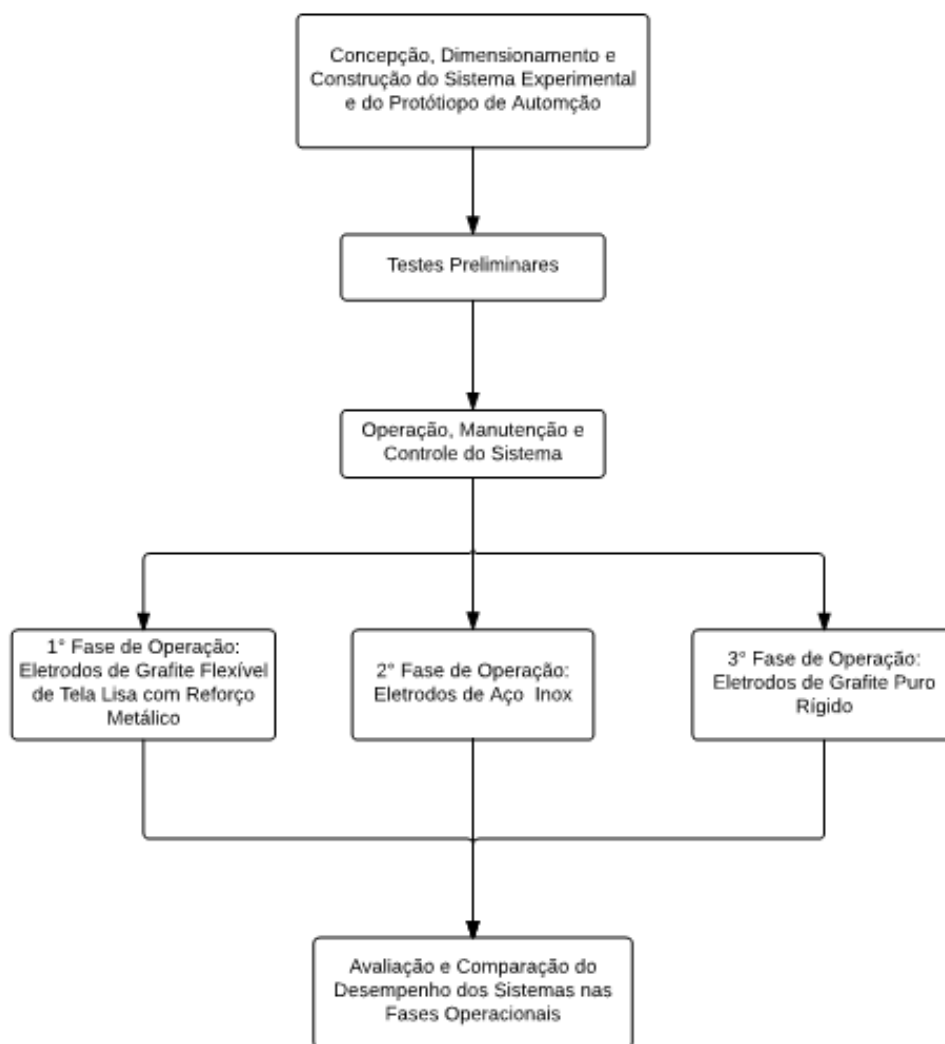 Concepção, Dimensionamento e
Construção do Sistema Experimental
e do Protótiopo de Automção
Testes Preliminares
Operação, Manutenção e
Controle do Sistema
1° Fase de Operação:
Eletrodos de Grafite Flexível
de Tela Lisa com Reforço
Metálico
2° Fase de Operação:
Eletrodos de Aço Inox
3° Fase de Operação:
Eletrodos de Grafite Puro
Rígido
Avaliação e Comparação do
Desempenho dos Sistemas nas
Fases Operacionais